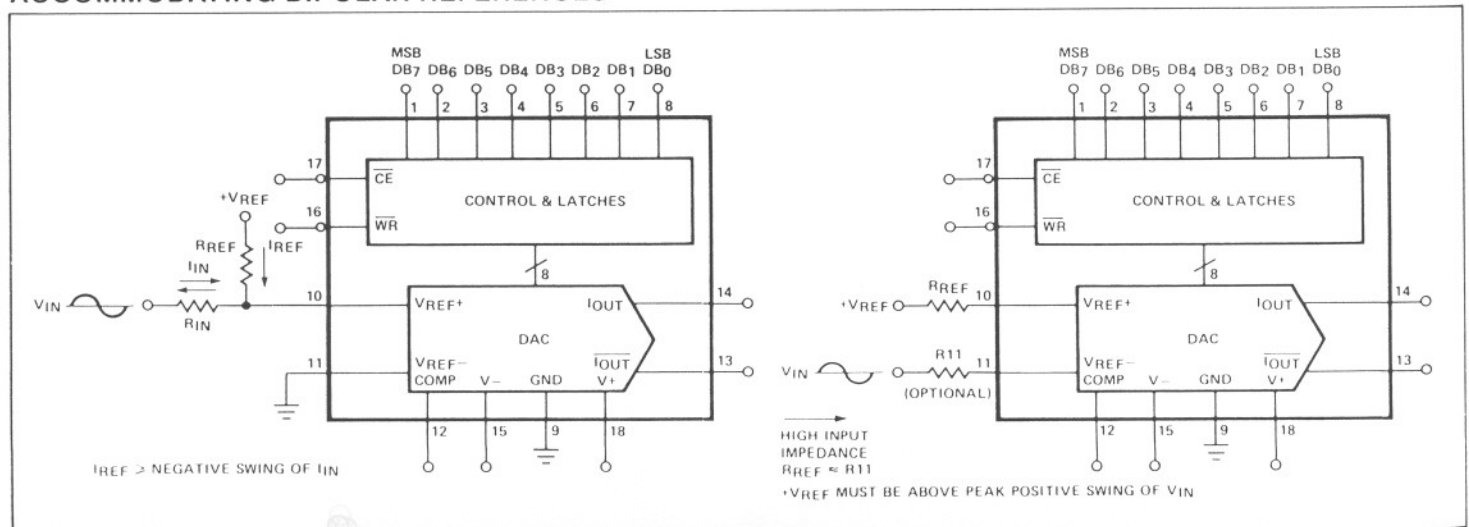 ACCOMMODATING BIPOLAR REFERENCES
MSB LSB
DB7 DB6 DB5 DB4 DB3 DB2 DB1 DB0
1 2 3 4 5 6 7 8
17
CE
+VREF
CONTROL & LATCHES
16
WR
RREF
IREF
IIN
8
VIN
RIN
10
VREF+
IOUT
14
DAC
11
VREF−
IOUT
13
COMP V− GND V+
12 15 9 18
IREF ≥ NEGATIVE SWING OF IIN
MSB LSB
DB7 DB6 DB5 DB4 DB3 DB2 DB1 DB0
1 2 3 4 5 6 7 8
17
CE
CONTROL & LATCHES
16
WR
8
RREF
+VREF
10
VREF+
IOUT
14
DAC
R11
VIN
11
VREF−
IOUT
13
(OPTIONAL)
COMP V− GND V+
12 15 9 18
HIGH INPUT
IMPEDANCE
RREF ≈ R11
+VREF MUST BE ABOVE PEAK POSITIVE SWING OF VIN